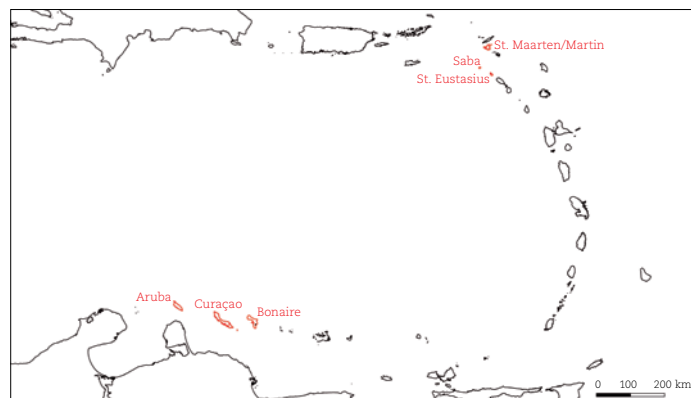 St. Maarten/Martin
Saba
St. Eustasius
Aruba
Curaçao
Bonaire
0 100 200 km